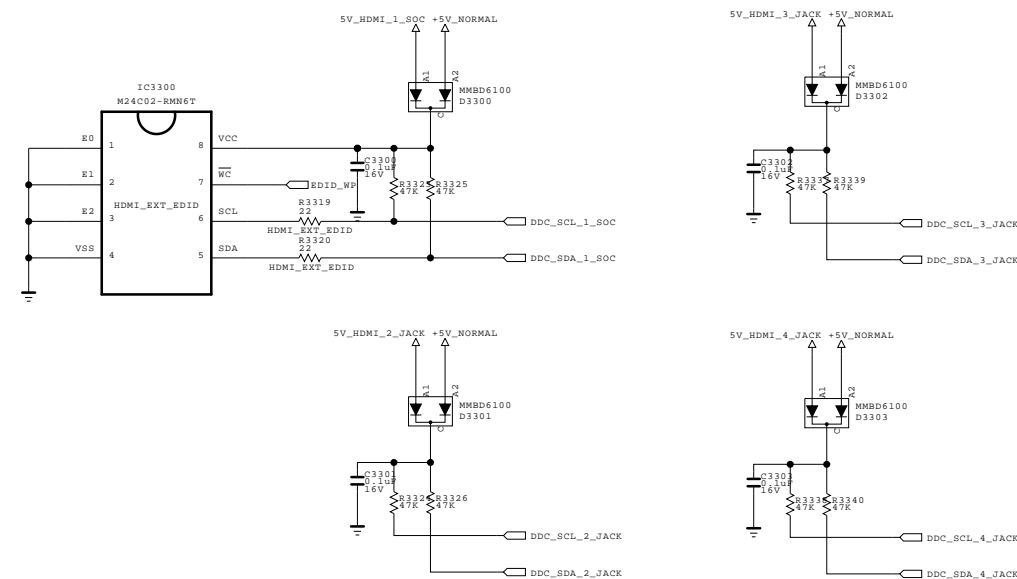 5V_HDMI_1_SOC +5V_NORMAL
A1
A2
MMBD6100
D3300
C
IC3300
M24C02-RMN6T
E0
1
8
VCC
E1
2
7
WC
E2
3
6
SCL
VSS
4
5
SDA
HDMI_EXT_EDID
EDID_WP
C3300
0.1uF
16V
47K
R3325
47K
R3319
22
HDMI_EXT_EDID
R3320
22
HDMI_EXT_EDID
DDC_SCL_1_SOC
DDC_SDA_1_SOC
5V_HDMI_3_JACK +5V_NORMAL
A1
A2
MMBD6100
D3302
C
C3302
0.1uF
16V
47K
R3339
47K
DDC_SCL_3_JACK
DDC_SDA_3_JACK
5V_HDMI_2_JACK +5V_NORMAL
A1
A2
MMBD6100
D3301
C
C3301
0.1uF
16V
47K
R3326
47K
DDC_SCL_2_JACK
DDC_SDA_2_JACK
5V_HDMI_4_JACK +5V_NORMAL
A1
A2
MMBD6100
D3303
C
C3303
0.1uF
16V
47K
R3340
47K
DDC_SCL_4_JACK
DDC_SDA_4_JACK